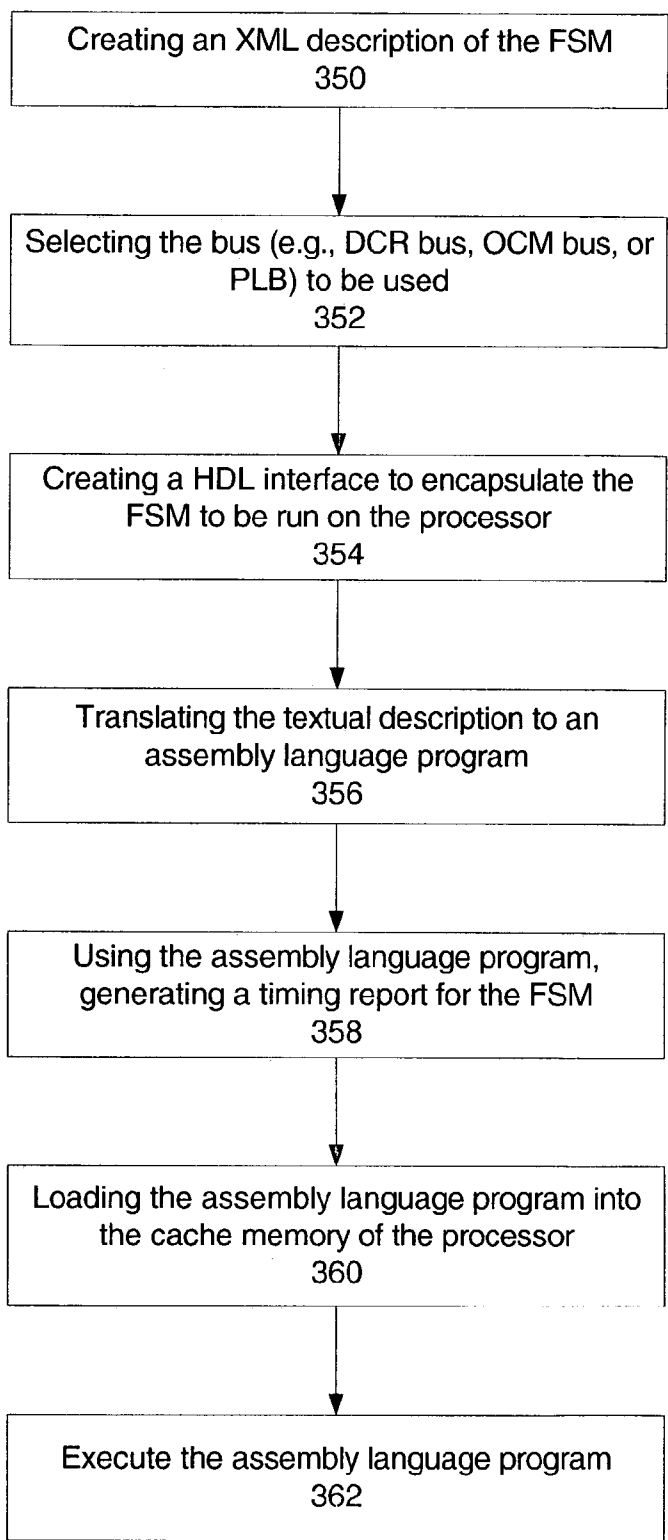 Creating an XML description of the FSM
350
Selecting the bus (e.g., DCR bus, OCM bus, or
PLB) to be used
352
Creating a HDL interface to encapsulate the
FSM to be run on the processor
354
Translating the textual description to an
assembly language program
356
Using the assembly language program,
generating a timing report for the FSM
358
Loading the assembly language program into
the cache memory of the processor
360
Execute the assembly language program
362